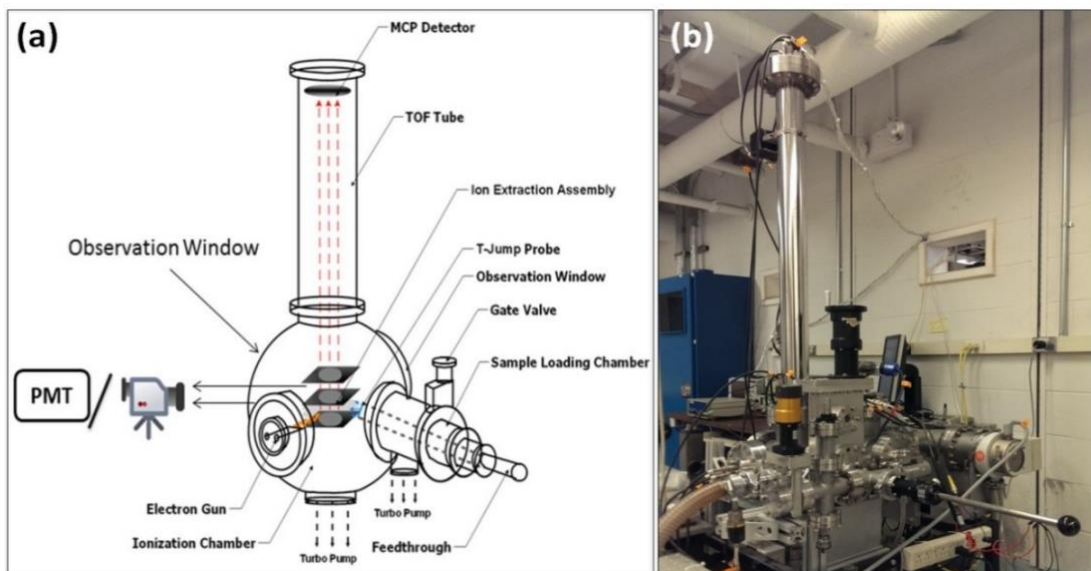 (a)
MCP Detector
TOF Tube
Ion Extraction Assembly
Observation Window
T-Jump Probe
Observation Window
Gate Valve
Sample Loading Chamber
PMT
Electron Gun
Turbo Pump
Ionization Chamber
Feedthrough
Turbo Pump
(b)